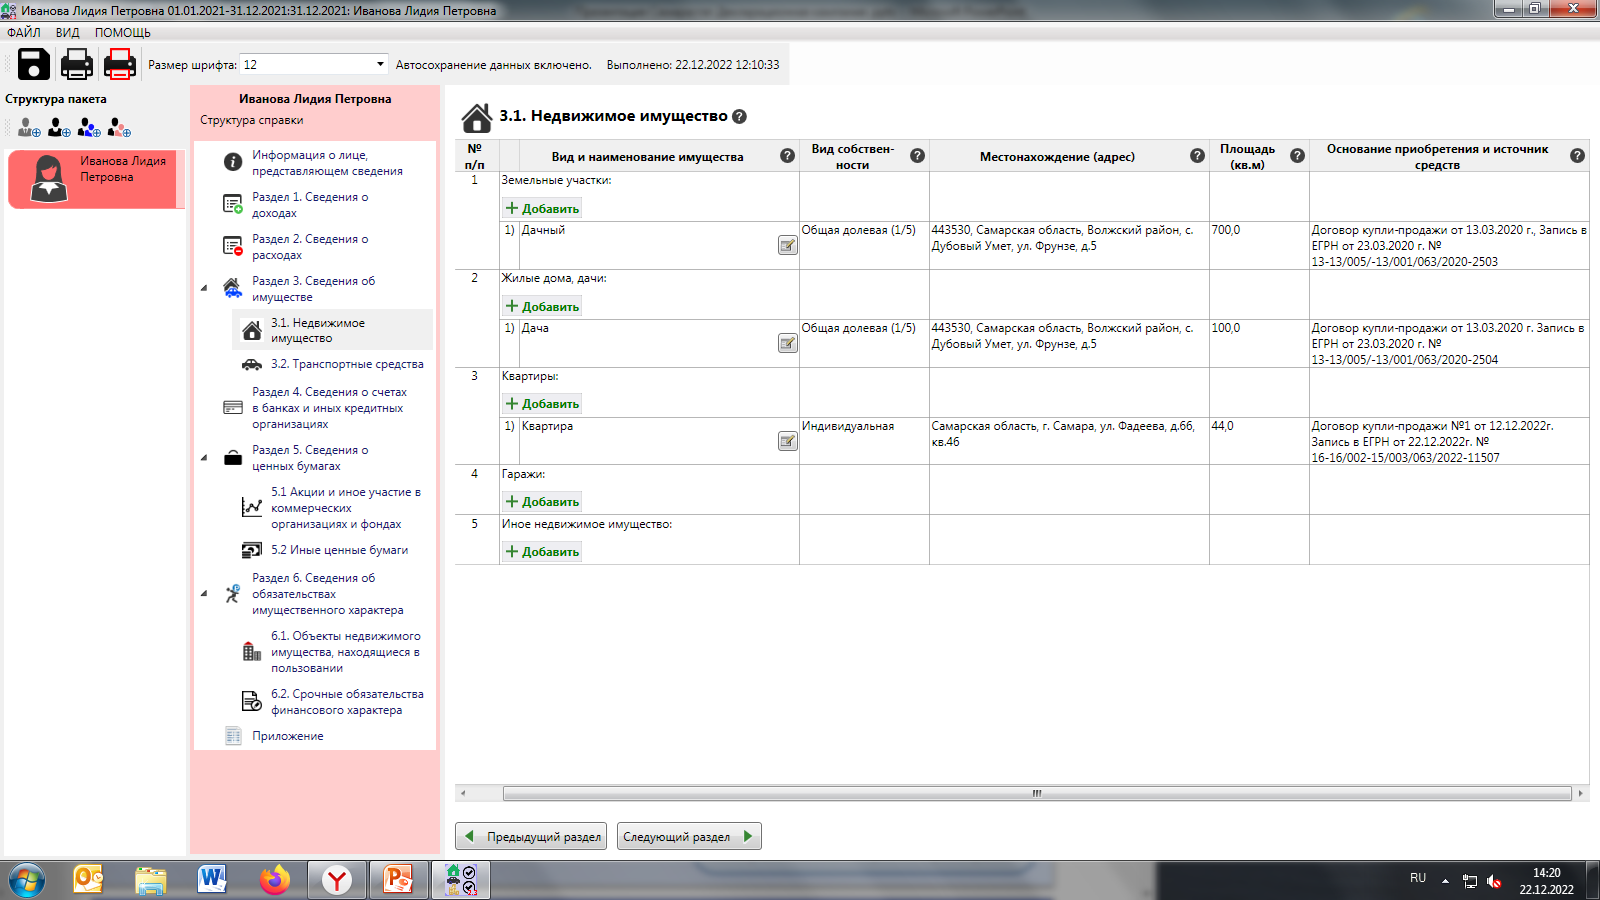 Иванова Лидия Петровна 01.01.2021-31.12.2021:31.12.2021: Иванова Лидия Петровна
ФАЙЛ ВИД ПОМОЩЬ
Размер шрифта: 12 Автосохранение данных включено. Выполнено: 22.12.2022 12:10:33
Структура пакета
Иванова Лидия
Петровна
Иванова Лидия Петровна
Структура справки
Информация о лице,
представляющем сведения
Раздел 1. Сведения о
доходах
Раздел 2. Сведения о
расходах
Раздел 3. Сведения об
имуществе
3.1. Недвижимое
имущество
3.2. Транспортные средства
Раздел 4. Сведения о счетах
в банках и иных кредитных
организациях
Раздел 5. Сведения о
ценных бумагах
5.1 Акции и иное участие в
коммерческих
организациях и фондах
5.2 Иные ценные бумаги
Раздел 6. Сведения об
обязательствах
имущественного характера
6.1. Объекты недвижимого
имущества, находящиеся в
пользовании
6.2. Срочные обязательства
финансового характера
Приложение
3.1. Недвижимое имущество
№
п/п
Вид и наименование имущества
Вид собствен-
ности
Местонахождение (адрес)
Площадь
(кв.м)
Основание приобретения и источник
средств
1 Земельные участки:
Добавить
1) Дачный
Общая долевая (1/5)
443530, Самарская область, Волжский район, с.
Дубовый Умет, ул. Фрунзе, д.5
700,0
Договор купли-продажи от 13.03.2020 г., Запись в
ЕГРН от 23.03.2020 г. №
13-13/005/-13/001/063/2020-2503
2 Жилые дома, дачи:
Добавить
1) Дача
Общая долевая (1/5)
443530, Самарская область, Волжский район, с.
Дубовый Умет, ул. Фрунзе, д.5
100,0
Договор купли-продажи от 13.03.2020 г. Запись в
ЕГРН от 23.03.2020 г. №
13-13/005/-13/001/063/2020-2504
3 Квартиры:
Добавить
1) Квартира
Индивидуальная
Самарская область, г. Самара, ул. Фадеева, д.66,
кв.46
44,0
Договор купли-продажи №1 от 12.12.2022г.
Запись в ЕГРН от 22.12.2022г. №
16-16/002-15/003/063/2022-11507
4 Гаражи:
Добавить
5 Иное недвижимое имущество:
Добавить
Предыдущий раздел Следующий раздел
RU
14:20
22.12.2022